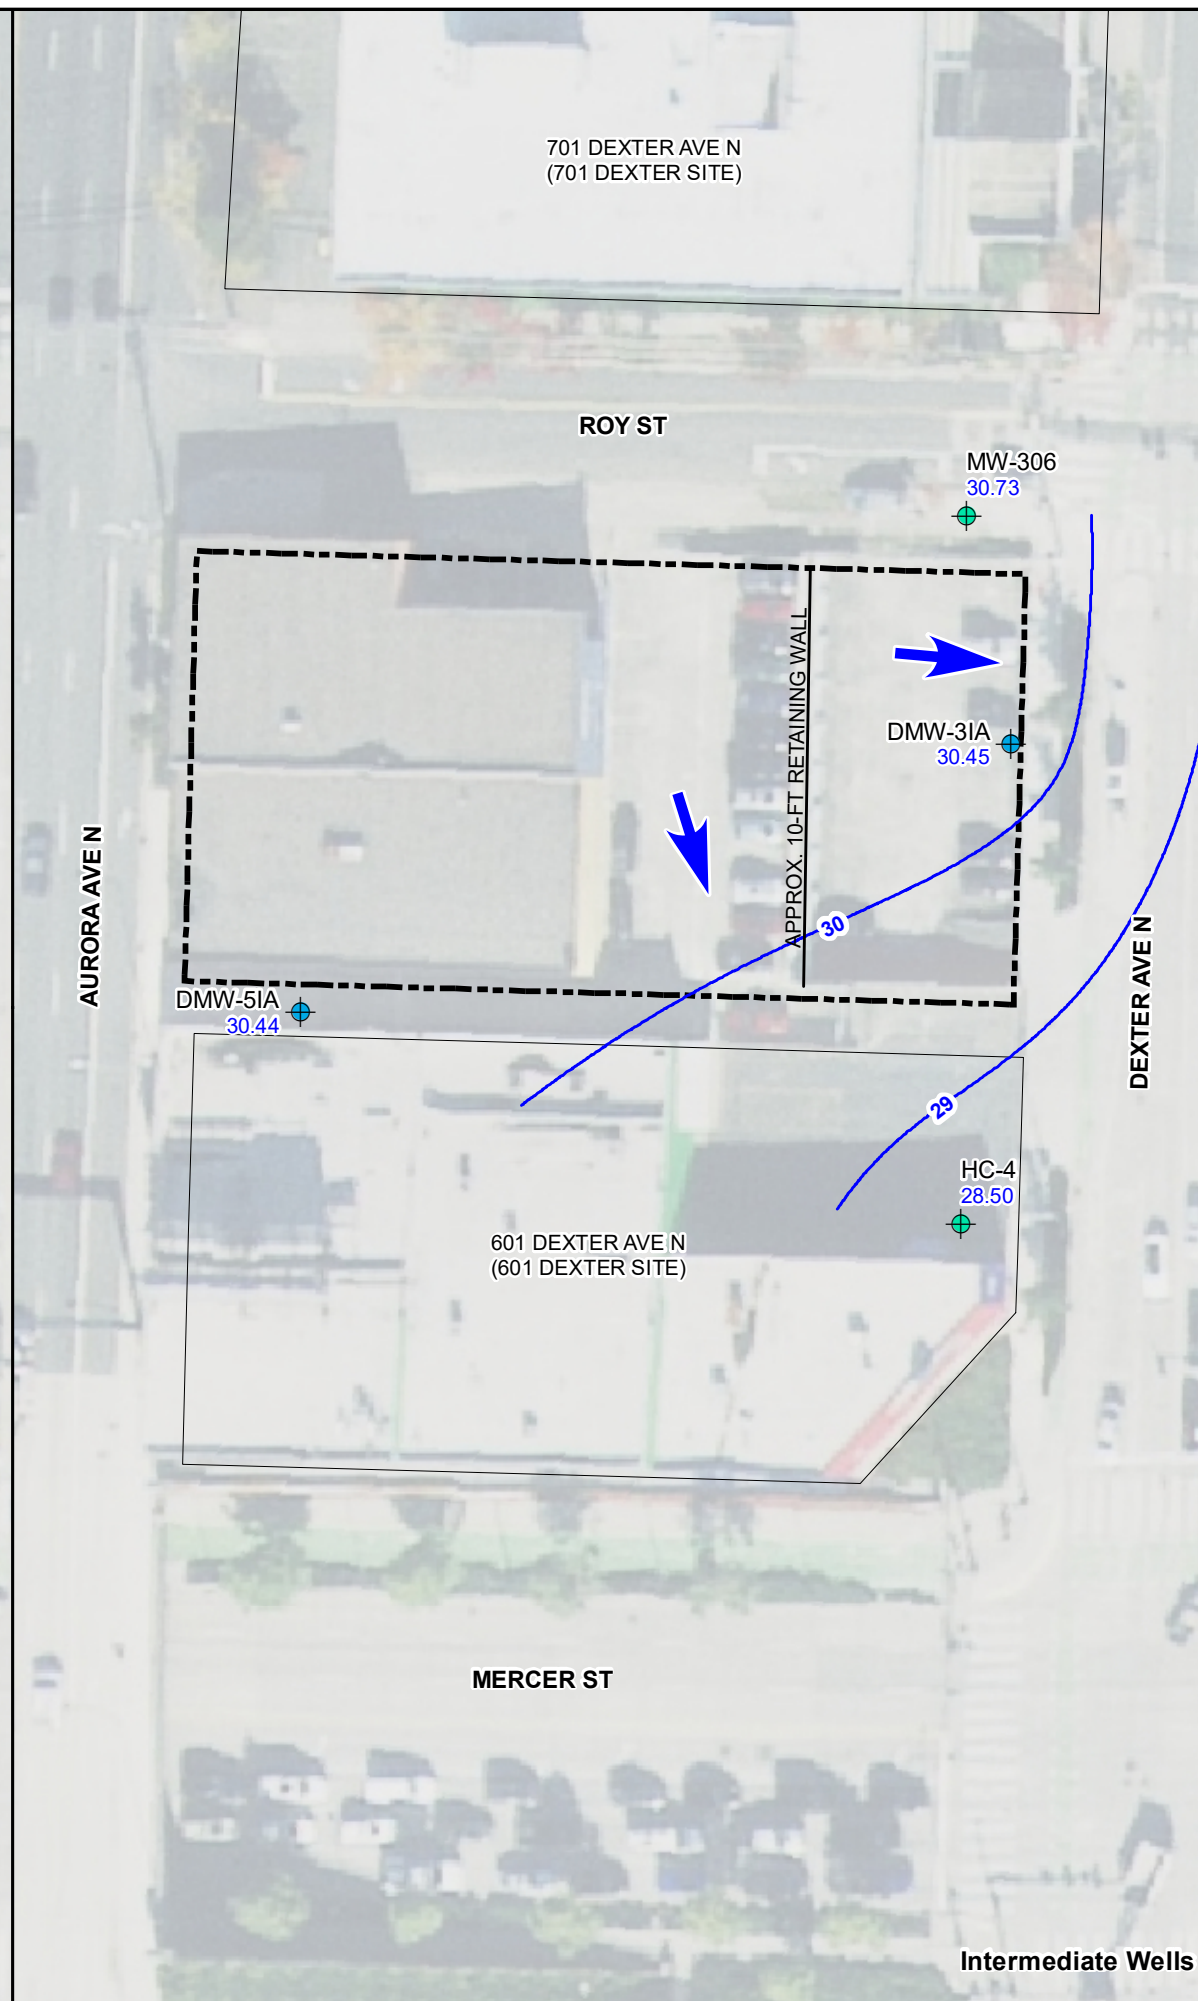 701 DEXTER AVE N
(701 DEXTER SITE)
ROY ST
MW-306
30.73
APPROX. 10-FT RETAINING WALL
DMW-3IA
30.45
AURORA AVE N
30
DEXTER AVE N
DMW-5IA
30.44
29
HC-4
28.50
601 DEXTER AVE N
(601 DEXTER SITE)
MERCER ST
Intermediate Wells